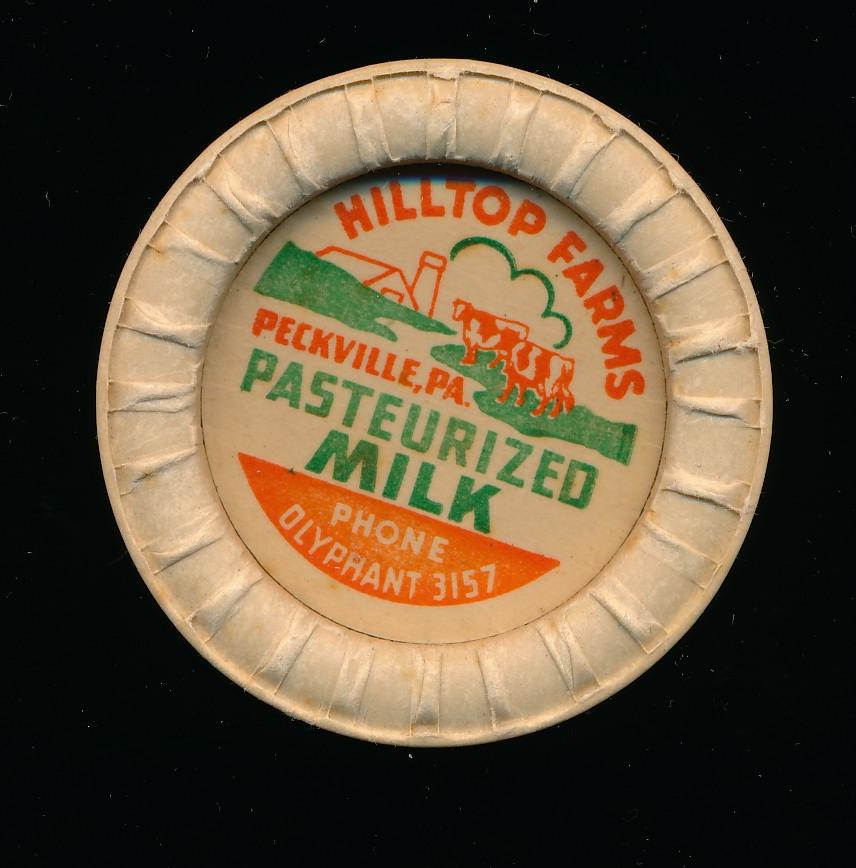 HILLTOP FARMS
PECKVILLE, PA.
PASTEURIZED
MILK
PHONE
OLYPHANT 3157